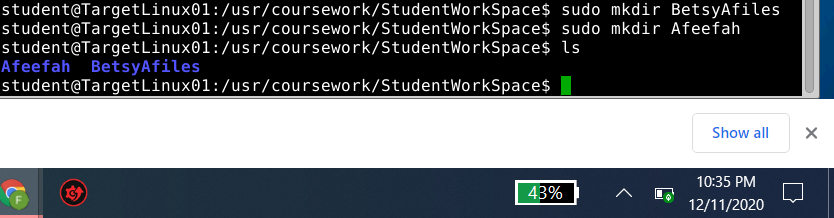 student@TargetLinux01:/usr/coursework/StudentWorkSpace$ sudo mkdir BetsyAfiles
student@TargetLinux01:/usr/coursework/StudentWorkSpace$ sudo mkdir Afeefah
student@TargetLinux01:/usr/coursework/StudentWorkSpace$ ls
Afeefah  BetsyAfiles
student@TargetLinux01:/usr/coursework/StudentWorkSpace$
Show all
F
43%
10:35 PM
12/11/2020